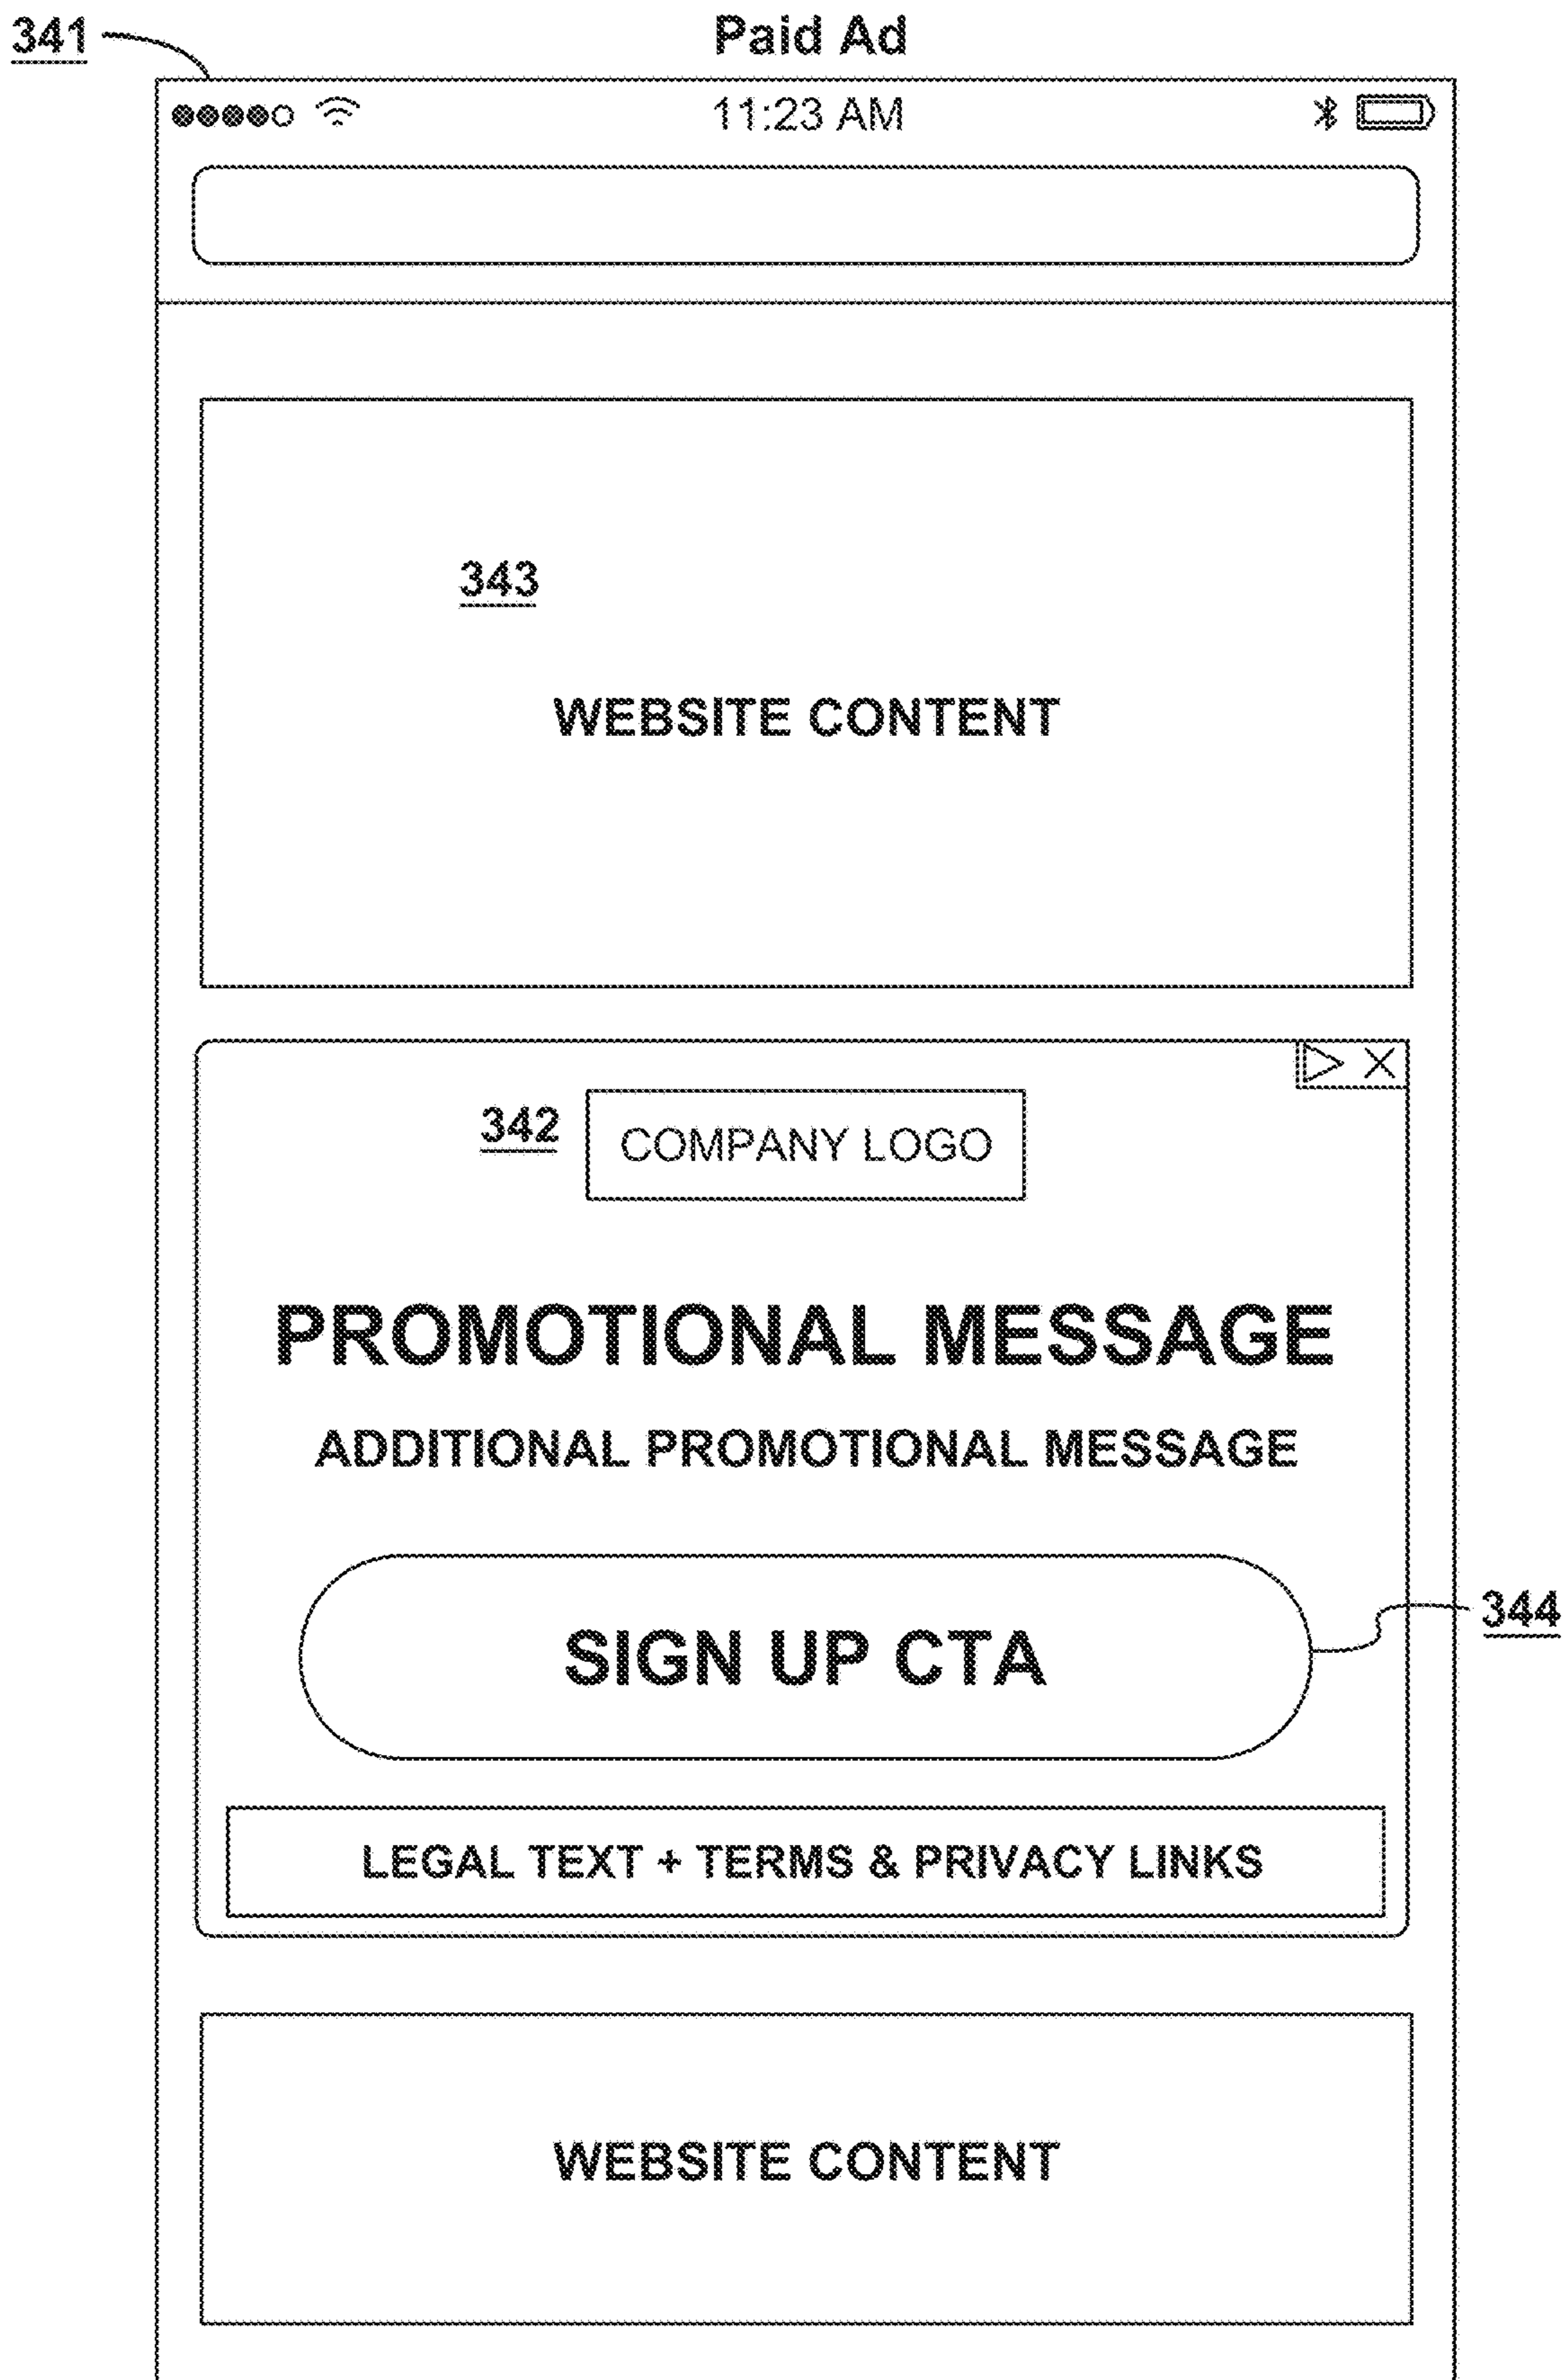 Paid Ad
341
11:23 AM
343
WEBSITE CONTENT
342
COMPANY LOGO
PROMOTIONAL MESSAGE
ADDITIONAL PROMOTIONAL MESSAGE
344
SIGN UP CTA
LEGAL TEXT + TERMS & PRIVACY LINKS
WEBSITE CONTENT